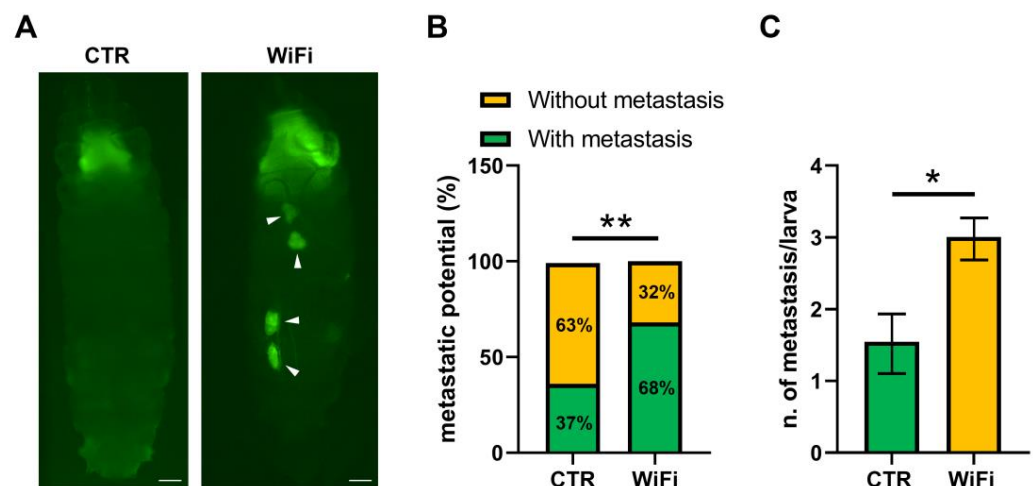 A
CTR
WiFi
B
Without metastasis
With metastasis
metastatic potential (%)
150
100
50
0
**
63%
37%
32%
68%
CTR
WiFi
C
n. of metastasis/larva
4
3
2
1
0
*
CTR
WiFi